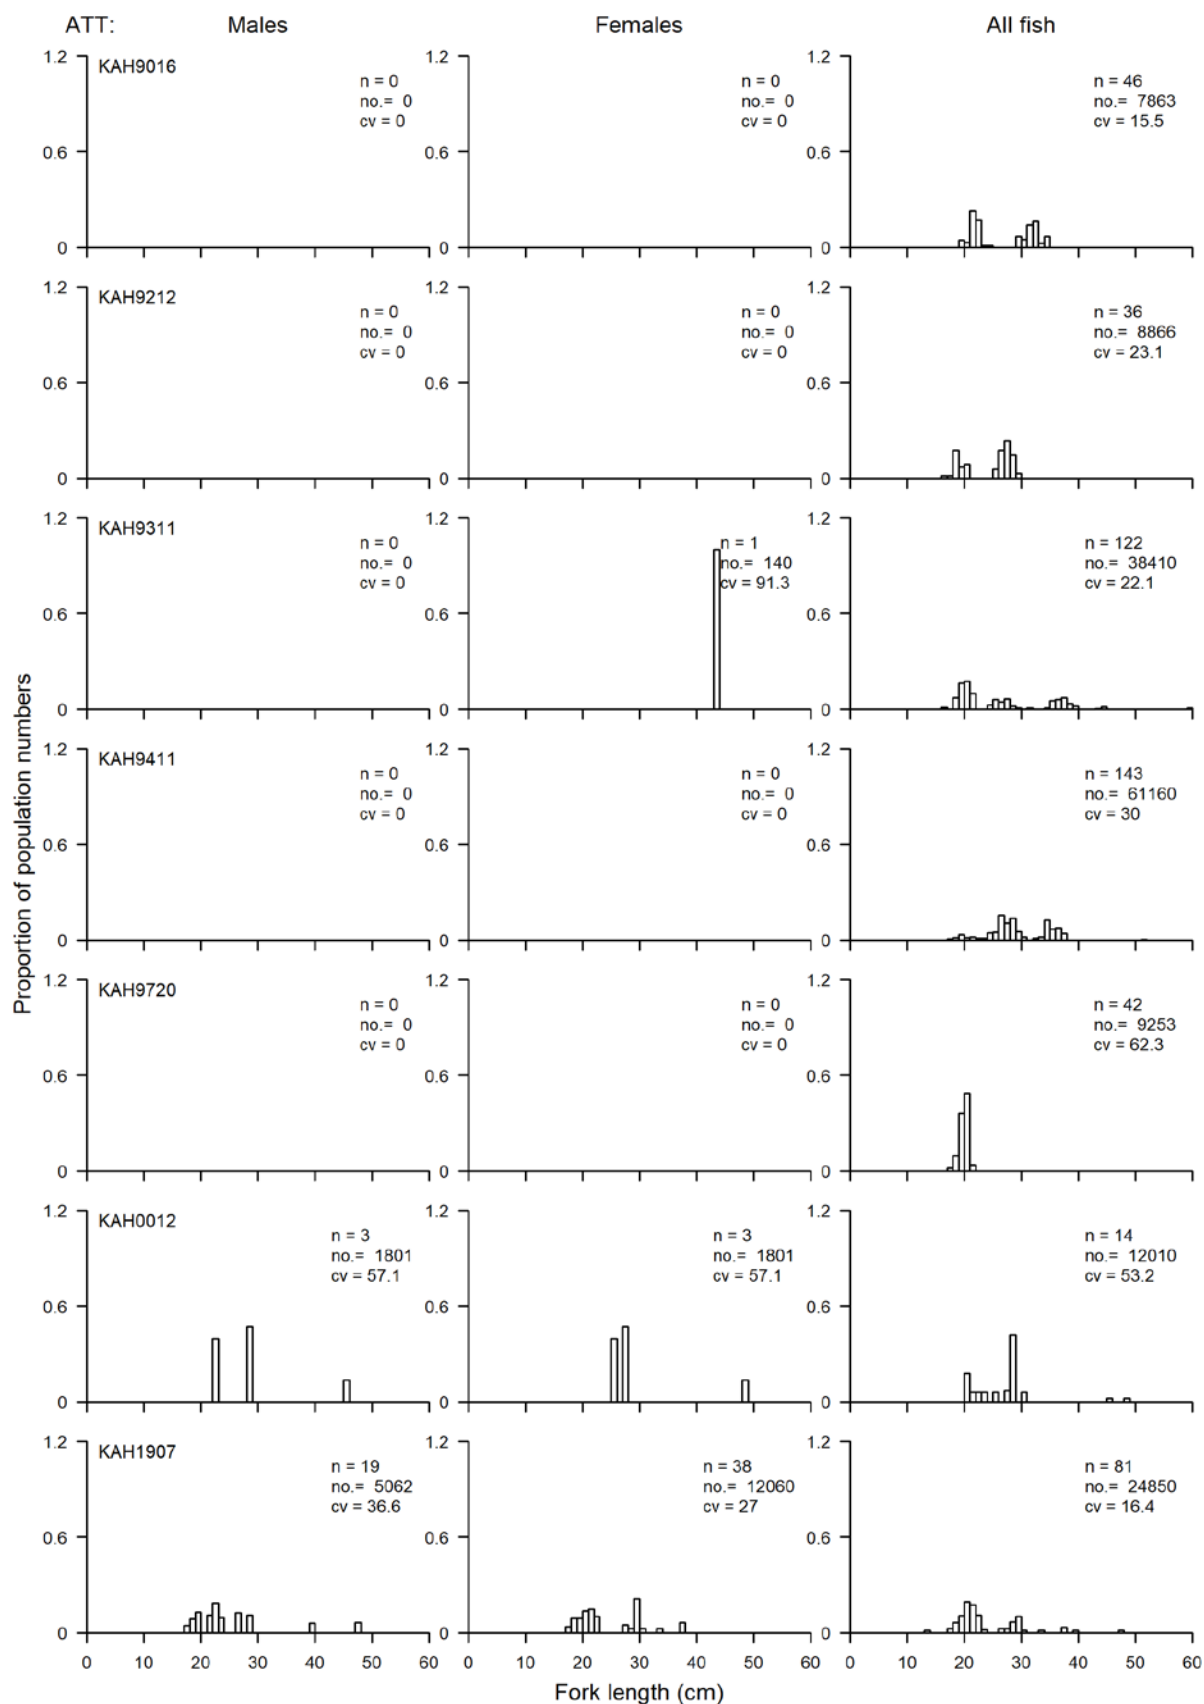 ATT: Males Females All fish
KAH9016
1.2 1.2 1.2
n = 0 n = 0 n = 46
no.= 0 no.= 0 no.= 7863
cv = 0 cv = 0 cv = 15.5
0.6 0.6 0.6
0 0 0
KAH9212
1.2 1.2 1.2
n = 0 n = 0 n = 36
no.= 0 no.= 0 no.= 8866
cv = 0 cv = 0 cv = 23.1
0.6 0.6 0.6
0 0 0
KAH9311
1.2 1.2 1.2
n = 0 n = 1 n = 122
no.= 0 no.= 140 no.= 38410
cv = 0 cv = 91.3 cv = 22.1
0.6 0.6 0.6
0 0 0
KAH9411
1.2 1.2 1.2
n = 0 n = 0 n = 143
no.= 0 no.= 0 no.= 61160
cv = 0 cv = 0 cv = 30
0.6 0.6 0.6
0 0 0
KAH9720
1.2 1.2 1.2
n = 0 n = 0 n = 42
no.= 0 no.= 0 no.= 9253
cv = 0 cv = 0 cv = 62.3
0.6 0.6 0.6
0 0 0
KAH0012
1.2 1.2 1.2
n = 3 n = 3 n = 14
no.= 1801 no.= 1801 no.= 12010
cv = 57.1 cv = 57.1 cv = 53.2
0.6 0.6 0.6
0 0 0
KAH1907
1.2 1.2 1.2
n = 19 n = 38 n = 81
no.= 5062 no.= 12060 no.= 24850
cv = 36.6 cv = 27 cv = 16.4
0.6 0.6 0.6
0 0 0
0 10 20 30 40 50 60 0 10 20 30 40 50 60 0 10 20 30 40 50 60
Proportion of population numbers
Fork length (cm)